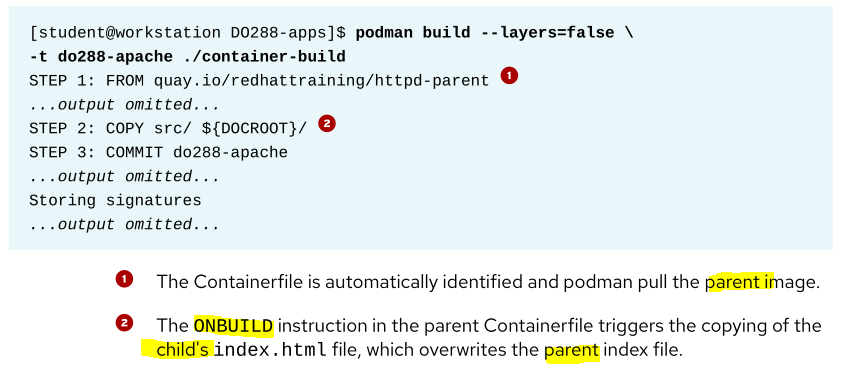 [student@workstation DO288-apps]$ podman build --layers=false \
-t do288-apache ./container-build
STEP 1: FROM quay.io/redhattraining/httpd-parent 1
...output omitted...
STEP 2: COPY src/ ${DOCROOT}/ 2
STEP 3: COMMIT do288-apache
...output omitted...
Storing signatures
...output omitted...
1 The Containerfile is automatically identified and podman pull the parent image.
2 The ONBUILD instruction in the parent Containerfile triggers the copying of the
child's index.html file, which overwrites the parent index file.